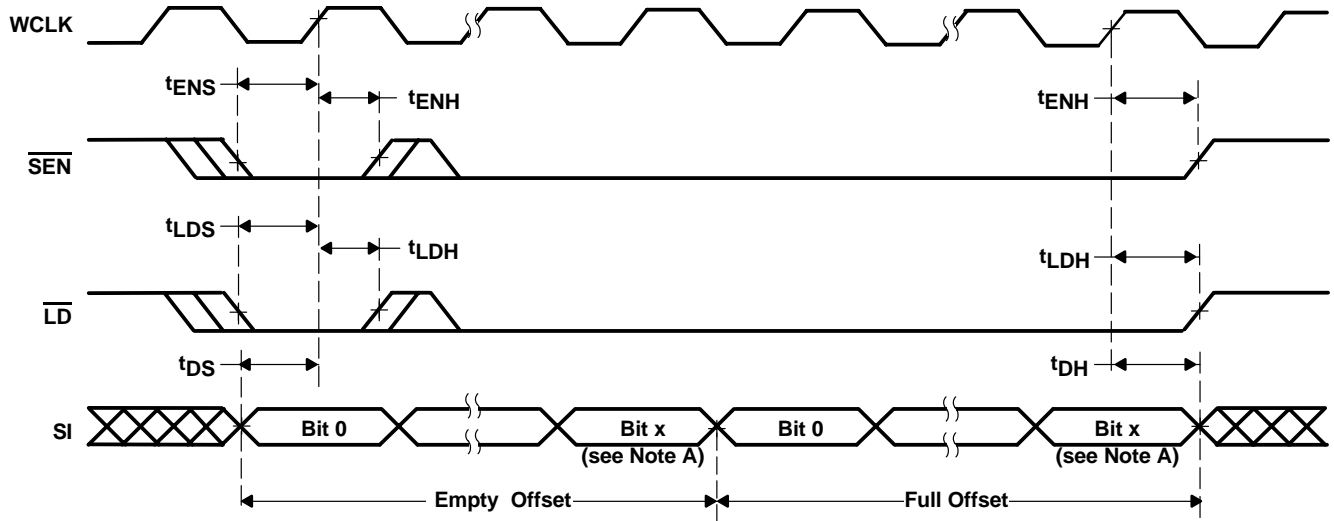 WCLK
tENS
tENH
tENH
SEN
tLDS
tLDH
tLDH
LD
tDS
tDH
SI
Bit 0
Bit x
Bit 0
Bit x
(see Note A)
(see Note A)
Empty Offset
Full Offset